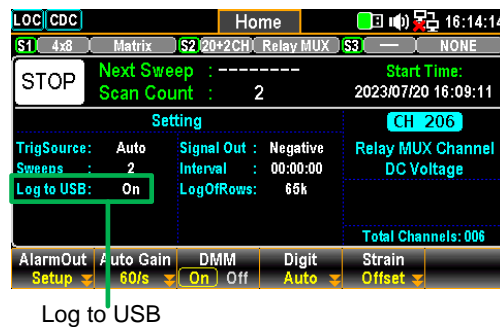 LOC CDC Home 16:14:14
S1 4x8 Matrix S2 20+2CH Relay MUX S3 — NONE
STOP Next Sweep : -------- Start Time:
Scan Count : 2 2023/07/20 16:09:11
Setting CH 206
TrigSource: Auto Signal Out : Negative Relay MUX Channel
Sweeps : 2 Interval : 00:00:00 DC Voltage
Log to USB: On LogOfRows: 65k
Total Channels: 006
AlarmOut Auto Gain DMM Digit Strain
Setup 60/s On Off Auto Offset
Log to USB